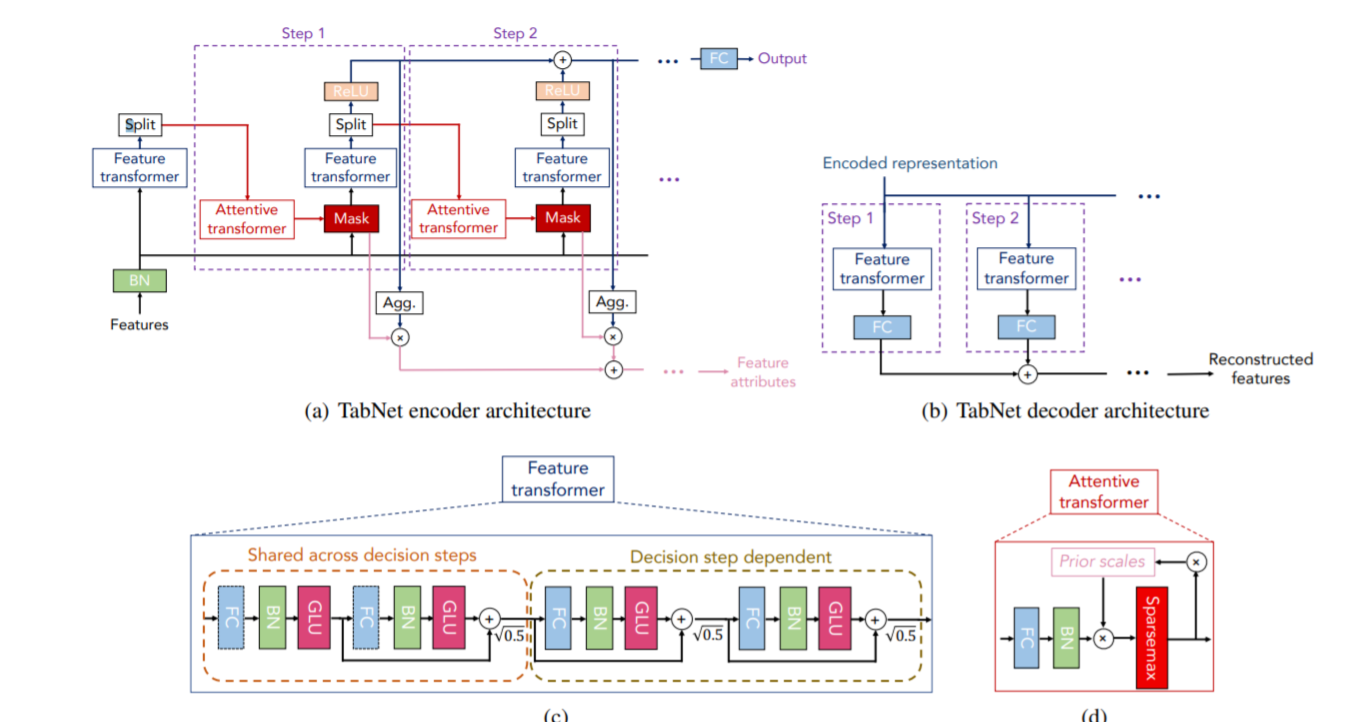 Step 1
Step 2
... FC Output
ReLU
ReLU
Split
Split
Split
Feature
transformer
Feature
transformer
Feature
transformer
...
Attentive
transformer
Mask
Attentive
transformer
Mask
BN
Features
Agg.
×
Agg.
×
+
+
... Feature
attributes
(a) TabNet encoder architecture
Encoded representation
...
Step 1
Step 2
Feature
transformer
Feature
transformer
...
FC
FC
+
...
Reconstructed
features
(b) TabNet decoder architecture
Feature
transformer
Shared across decision steps
Decision step dependent
FC BN GLU FC BN GLU + √0.5 FC BN GLU + √0.5 FC BN GLU + √0.5
(c)
Attentive
transformer
Prior scales
×
FC BN × Sparsemax
(d)